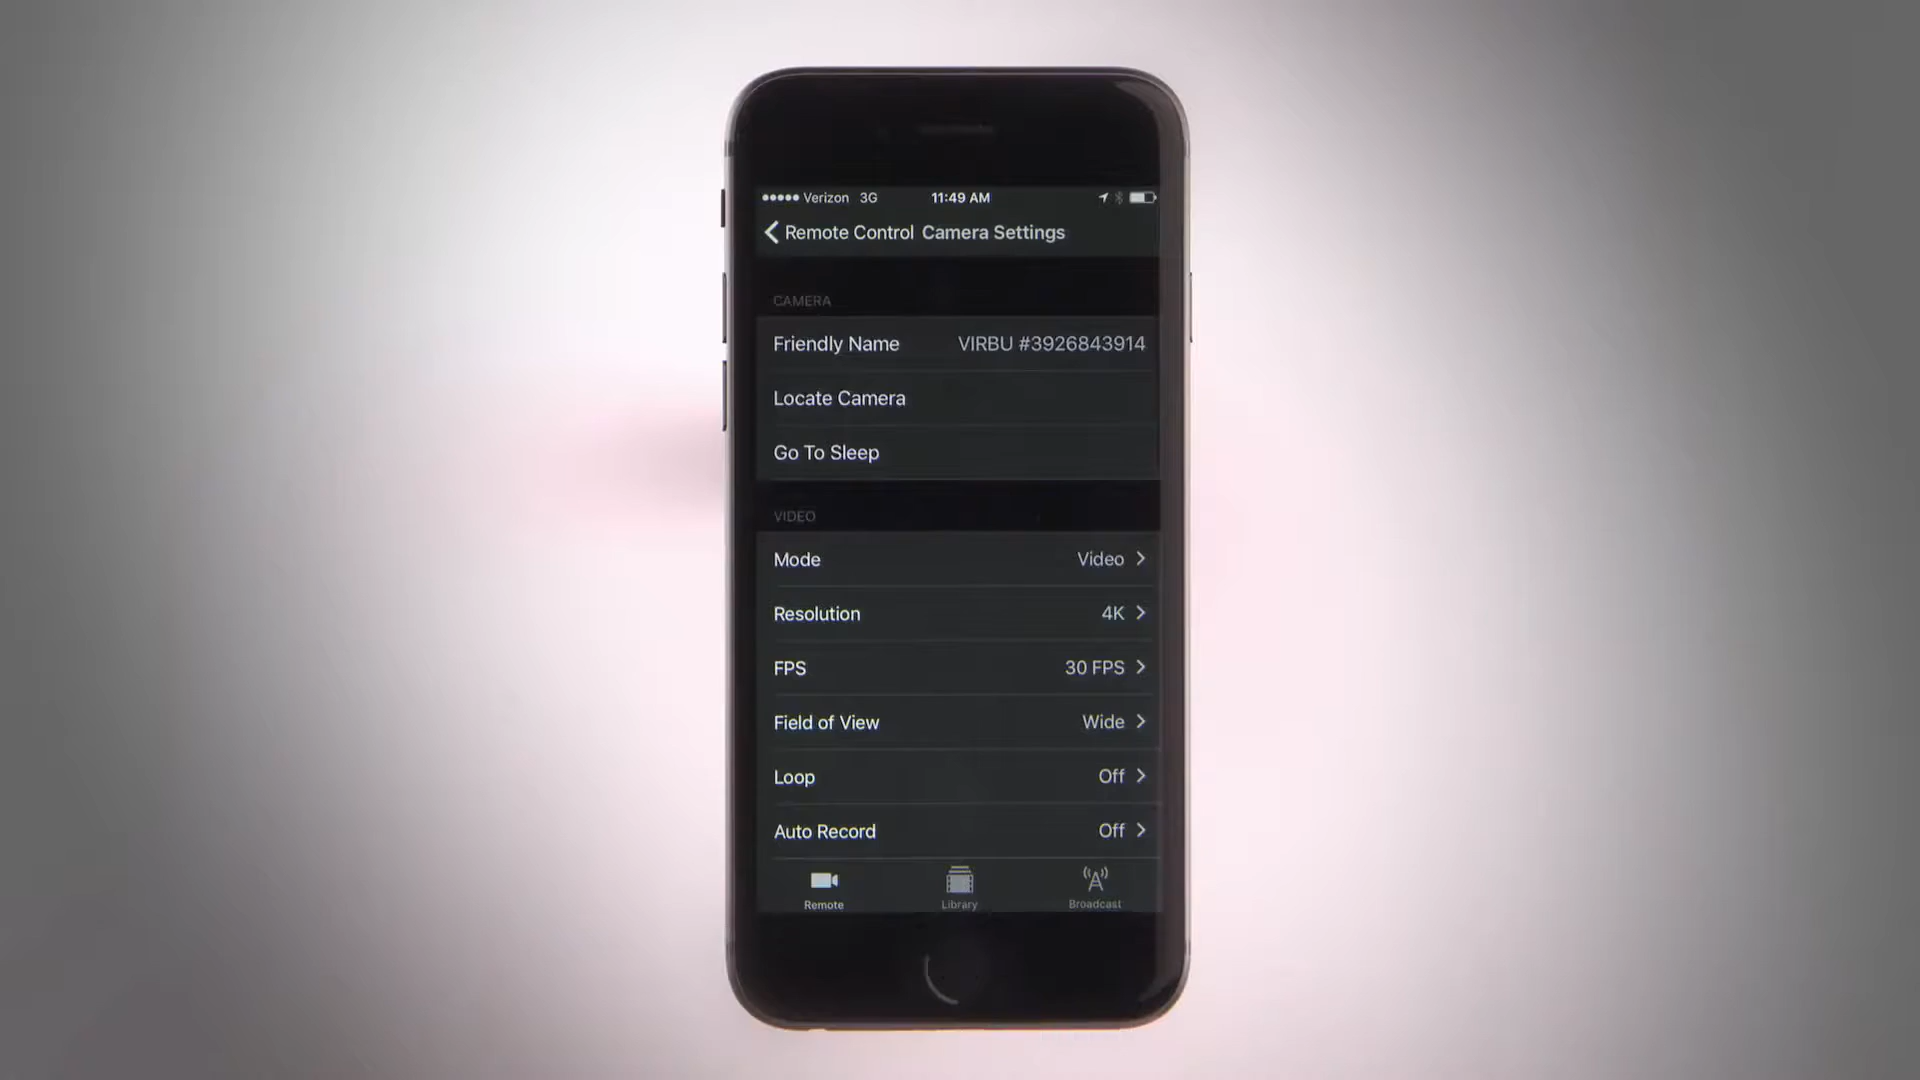 Verizon 3G 11:49 AM
Remote Control Camera Settings
CAMERA
Friendly Name VIRBU #3926843914
Locate Camera
Go To Sleep
VIDEO
Mode Video
Resolution 4K
FPS 30 FPS
Field of View Wide
Loop Off
Auto Record Off
Remote Library Broadcast